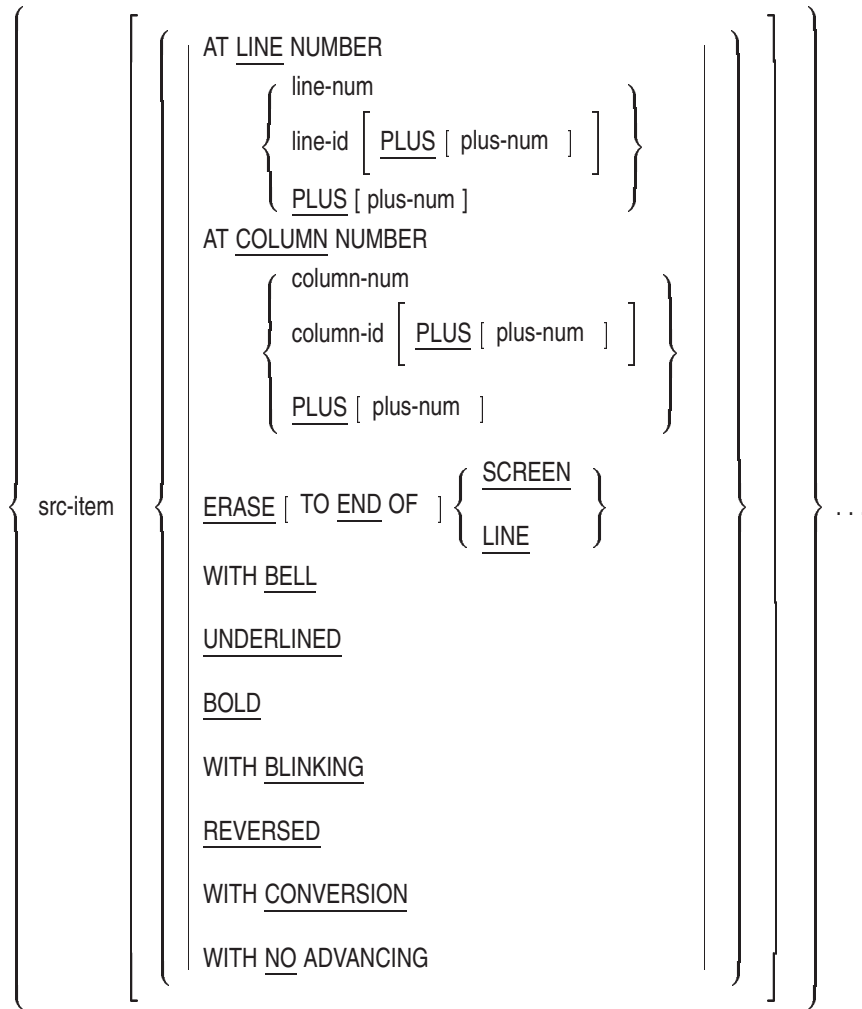 AT LINE NUMBER
line-num
line-id [ PLUS [ plus-num ] ]
PLUS [ plus-num ]
AT COLUMN NUMBER
column-num
column-id [ PLUS [ plus-num ] ]
PLUS [ plus-num ]
src-item
ERASE [ TO END OF ] { SCREEN
LINE }
. . .
WITH BELL
UNDERLINED
BOLD
WITH BLINKING
REVERSED
WITH CONVERSION
WITH NO ADVANCING